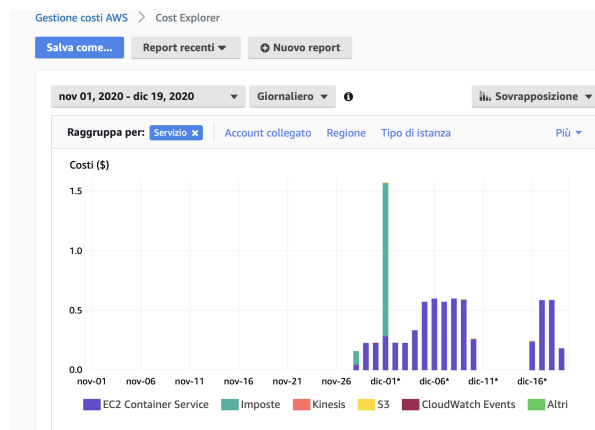 Gestione costi AWS > Cost Explorer
Salva come... Report recenti Nuovo report
nov 01, 2020 - dic 19, 2020 Giornaliero Sovrapposizione
Raggruppa per: Servizio × Account collegato Regione Tipo di istanza Più
Costi ($)
1.5
1.0
0.5
0.0
nov-01 nov-06 nov-11 nov-16 nov-21 nov-26 dic-01* dic-06* dic-11* dic-16*
EC2 Container Service Imposte Kinesis S3 CloudWatch Events Altri